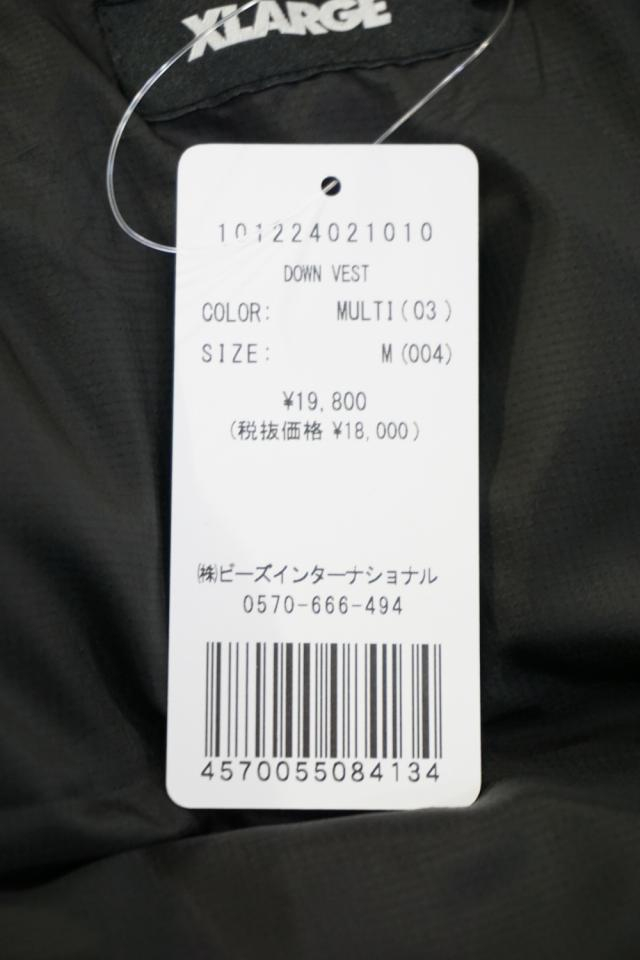 XLARGE
101224021010
DOWN VEST
COLOR: MULTI(03)
SIZE: M(004)
¥19,800
(税抜価格 ¥18,000)
㈱ビーズインターナショナル
0570-666-494
4570055084134